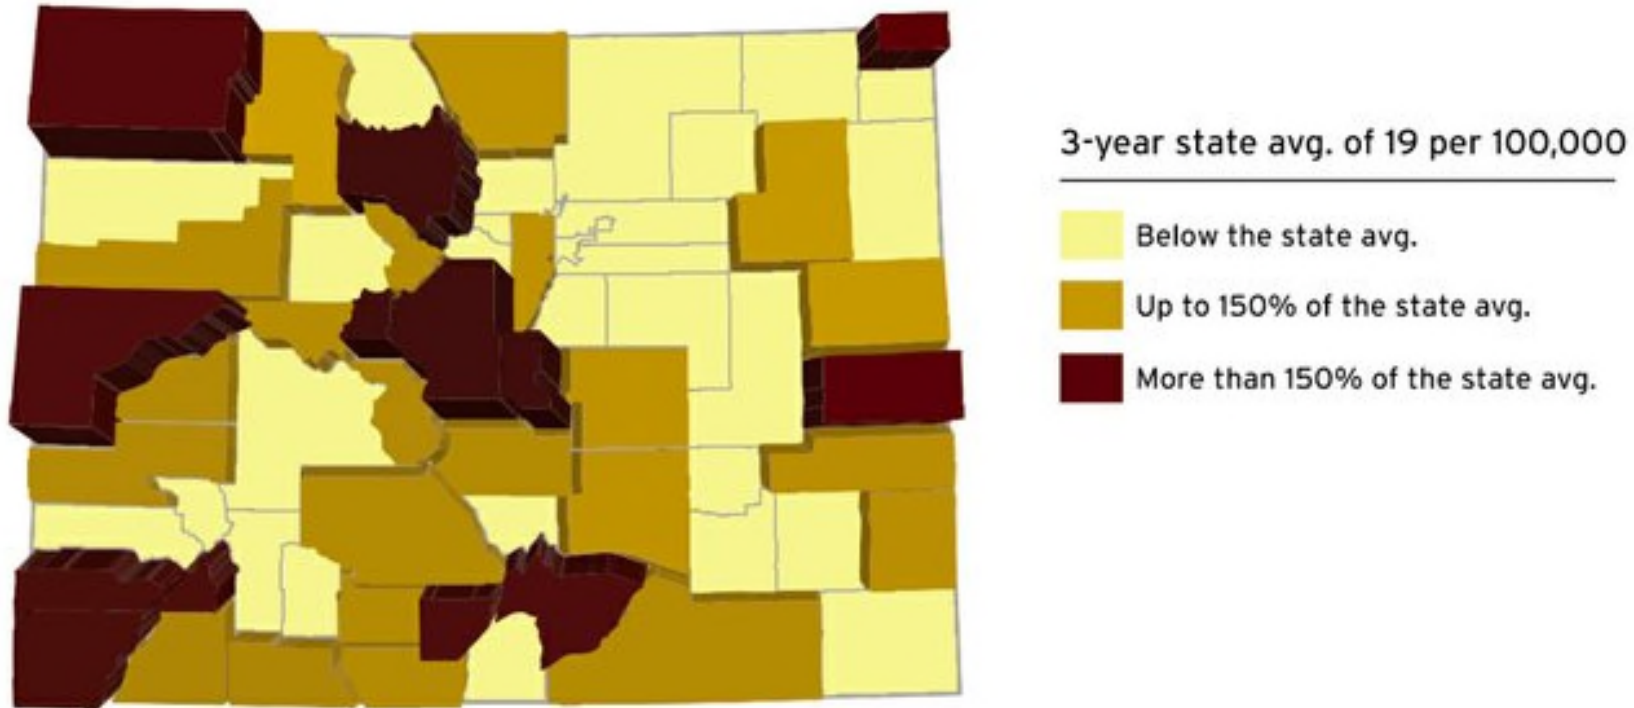 3-year state avg. of 19 per 100,000
Below the state avg.
Up to 150% of the state avg.
More than 150% of the state avg.